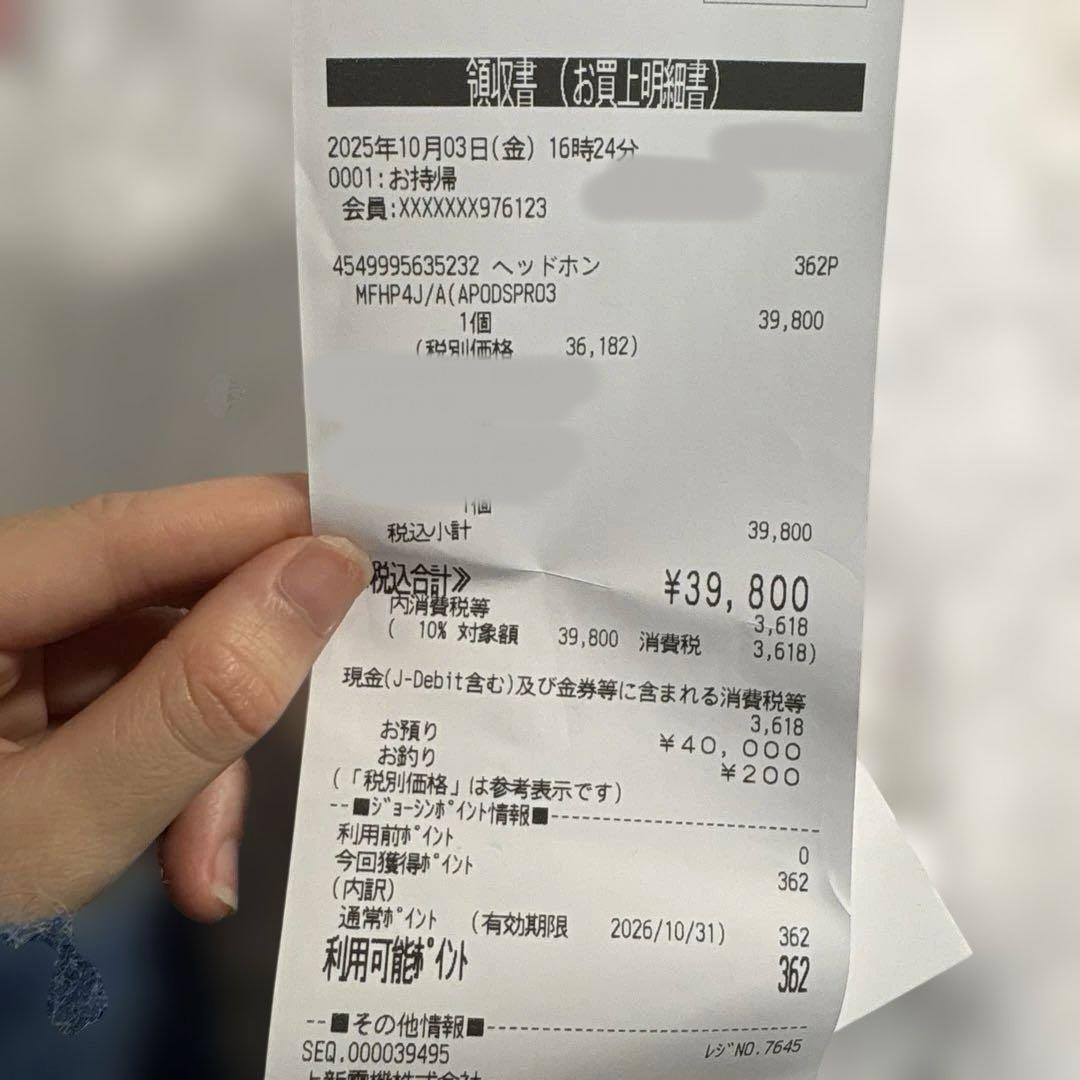 領収書 (お買上明細書)
2025年10月03日(金) 16時24分
0001:お持帰
会員:XXXXXXX976123
4549995635232 ヘッドホン 362P
MFHP4J/A(APODSPRO3
1個 39,800
(税別価格 36,182)
1個
税込小計 39,800
税込合計》 ¥39,800
内消費税等 3,618
( 10% 対象額 39,800 消費税 3,618)
現金(J-Debit含む)及び金券等に含まれる消費税等
3,618
お預り ¥40,000
お釣り ¥200
(「税別価格」は参考表示です)
--■ジョーシンポイント情報■--
利用前ポイント 0
今回獲得ポイント 362
(内訳)
通常ポイント (有効期限 2026/10/31) 362
利用可能ポイント 362
--■その他情報■--
SEQ.000039495 レジNO.7645
上新電機株式会社